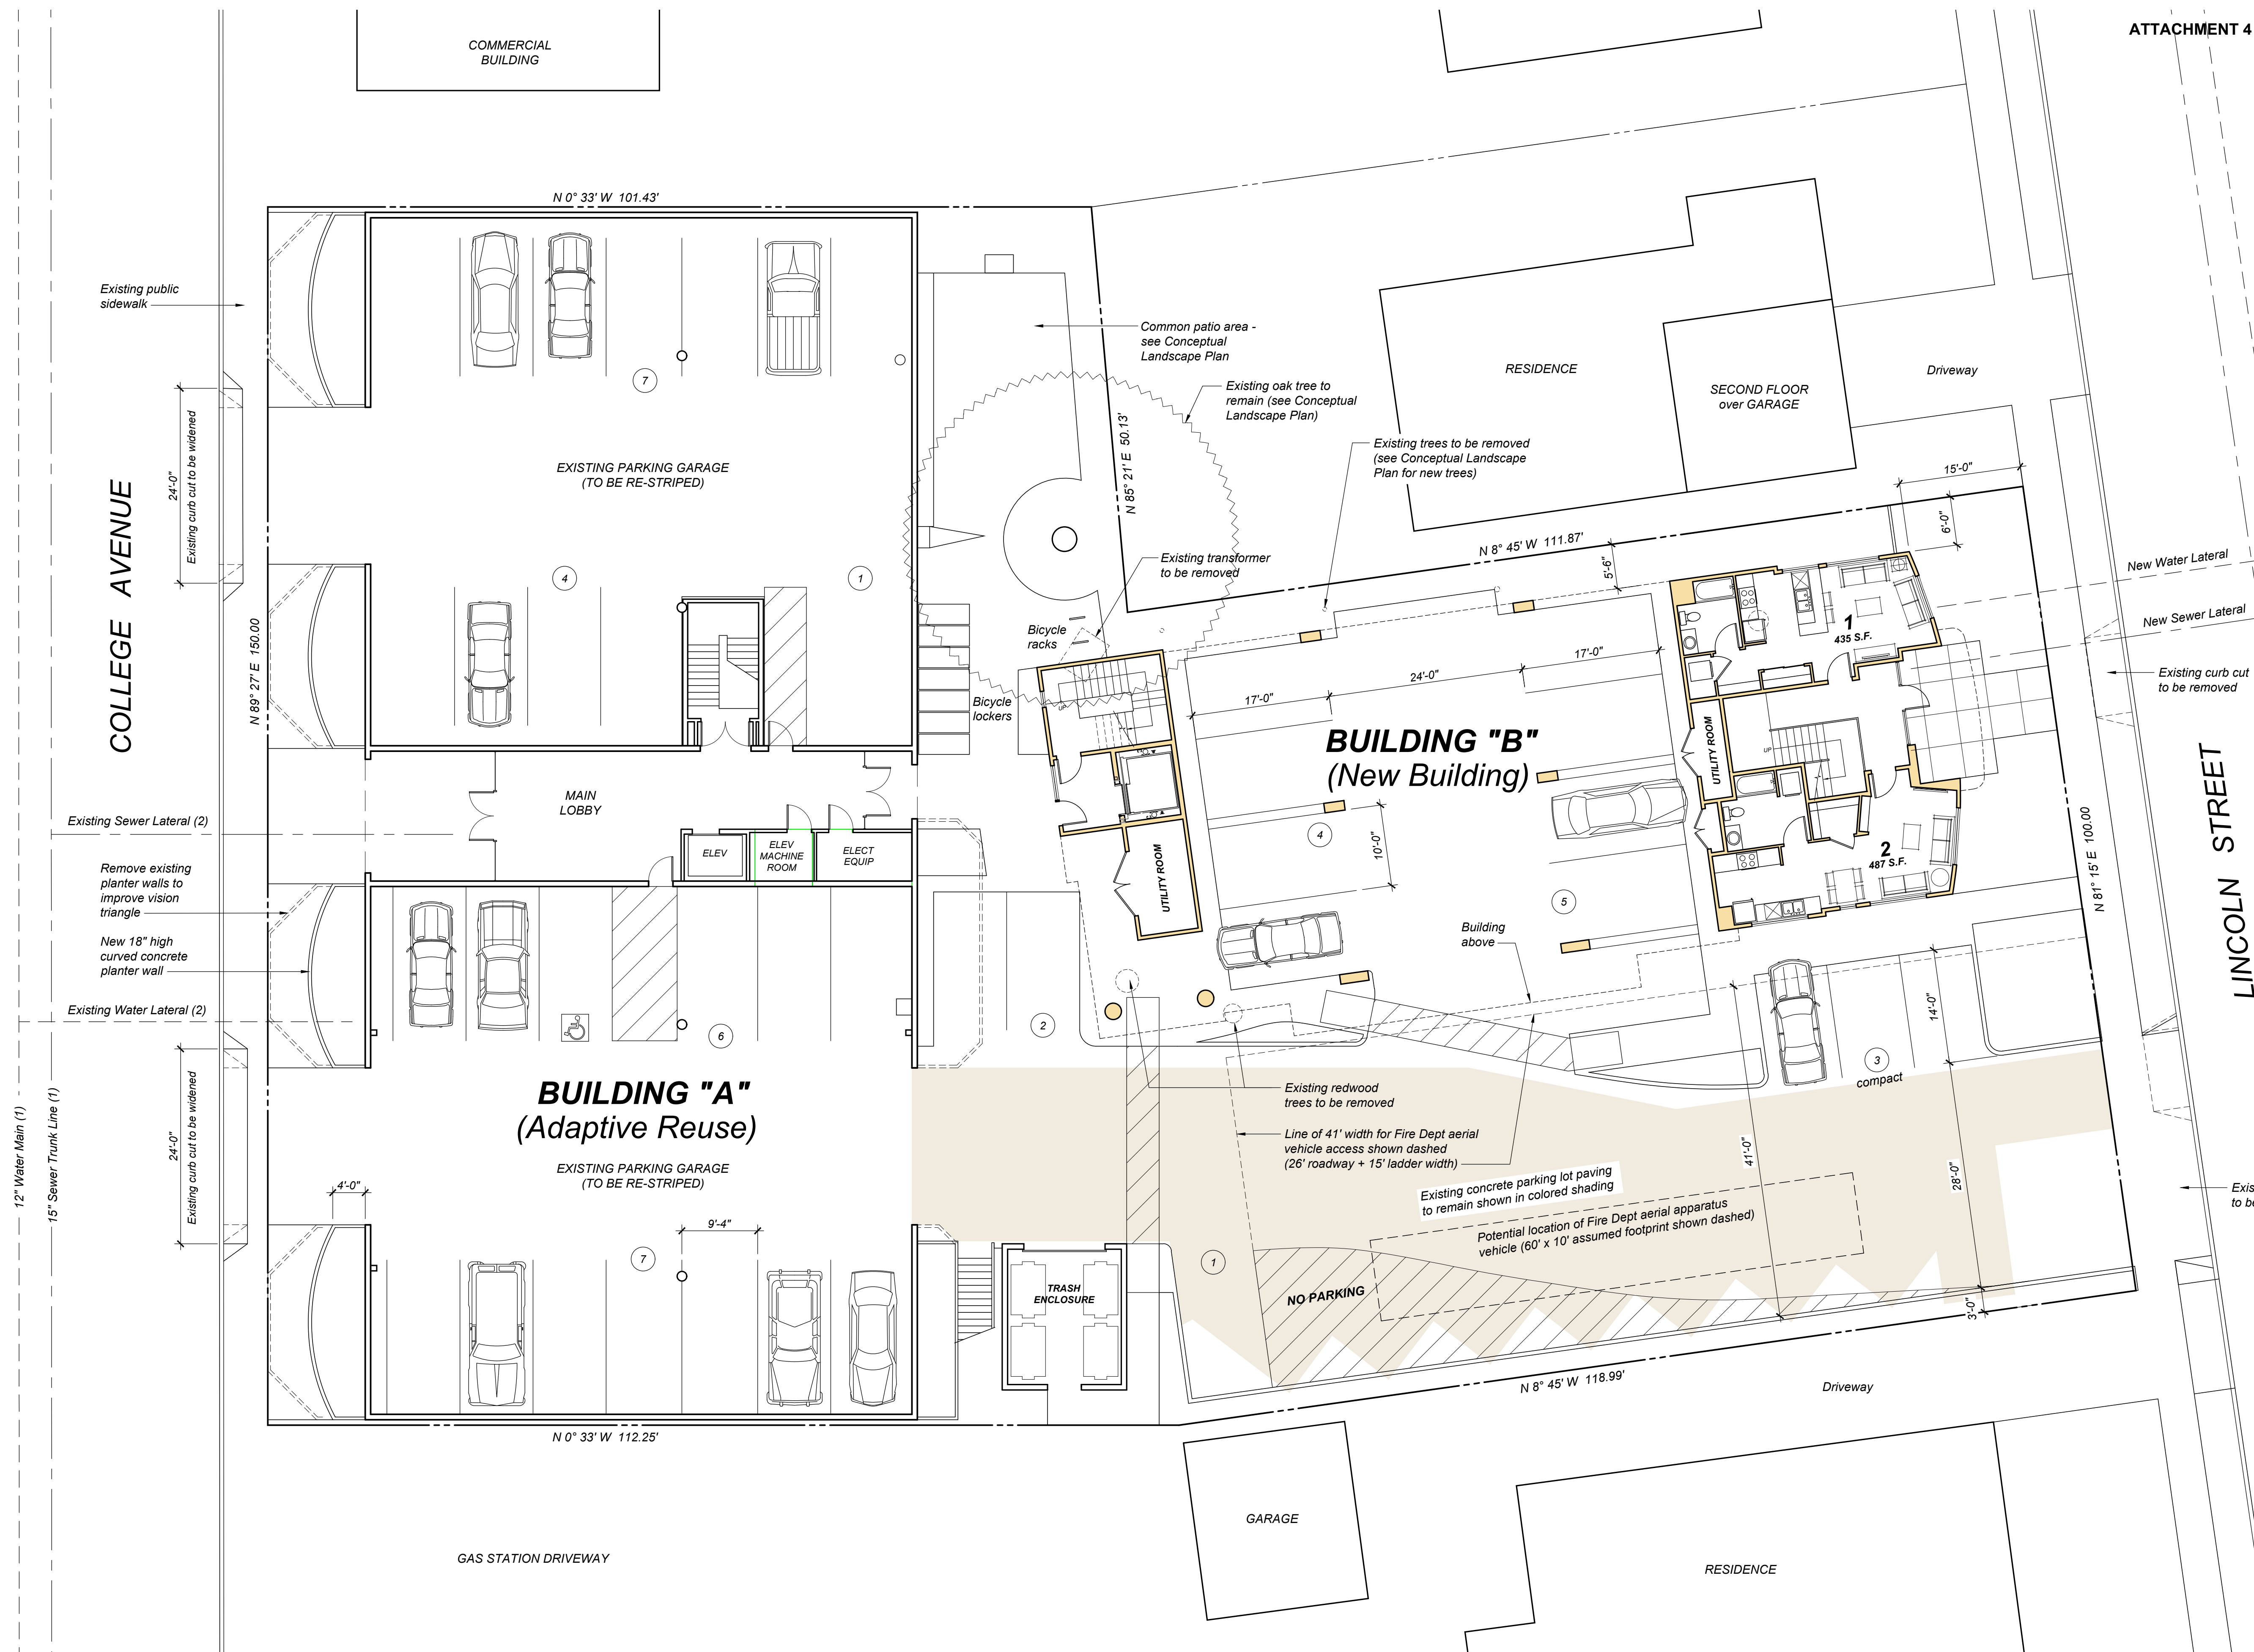 ATTACHMENT 4
COMMERCIAL
BUILDING
N 0° 33' W 101.43'
Existing public
sidewalk
Common patio area -
see Conceptual
Landscape Plan
Existing oak tree to
remain (see Conceptual
Landscape Plan)
N 85° 21' E 50.13'
RESIDENCE
SECOND FLOOR
over GARAGE
Driveway
7
24'-0"
Existing curb cut to be widened
COLLEGE AVENUE
EXISTING PARKING GARAGE
(TO BE RE-STRIPED)
Existing trees to be removed
(see Conceptual Landscape
Plan for new trees)
15'-0"
6'-0"
N 8° 45' W 111.87'
5'-6"
Existing transformer
to be removed
4
1
New Water Lateral
New Sewer Lateral
1
435 S.F.
N 89° 27' E 150.00
Bicycle
racks
Bicycle
lockers
17'-0"
24'-0"
17'-0"
Existing curb cut
to be removed
UP
UP
UTILITY ROOM
BUILDING "B"
(New Building)
MAIN
LOBBY
Existing Sewer Lateral (2)
ELEV
ELEV
MACHINE
ROOM
ELECT
EQUIP
UTILITY ROOM
4
10'-0"
2
487 S.F.
5
N 81° 15' E 100.00
LINCOLN STREET
Remove existing
planter walls to
improve vision
triangle
New 18" high
curved concrete
planter wall
Building
above
Existing Water Lateral (2)
6
2
14'-0"
3
compact
12" Water Main (1)
15" Sewer Trunk Line (1)
24'-0"
Existing curb cut to be widened
BUILDING "A"
(Adaptive Reuse)
EXISTING PARKING GARAGE
(TO BE RE-STRIPED)
Existing redwood
trees to be removed
Line of 41' width for Fire Dept aerial
vehicle access shown dashed
(26' roadway + 15' ladder width)
41'-0"
28'-0"
Existing concrete parking lot paving
to remain shown in colored shading
Potential location of Fire Dept aerial apparatus
vehicle (60' x 10' assumed footprint shown dashed)
Exis
to be
4'-0"
9'-4"
7
1
TRASH
ENCLOSURE
NO PARKING
3'-0"
N 8° 45' W 118.99'
Driveway
N 0° 33' W 112.25'
GARAGE
GAS STATION DRIVEWAY
RESIDENCE